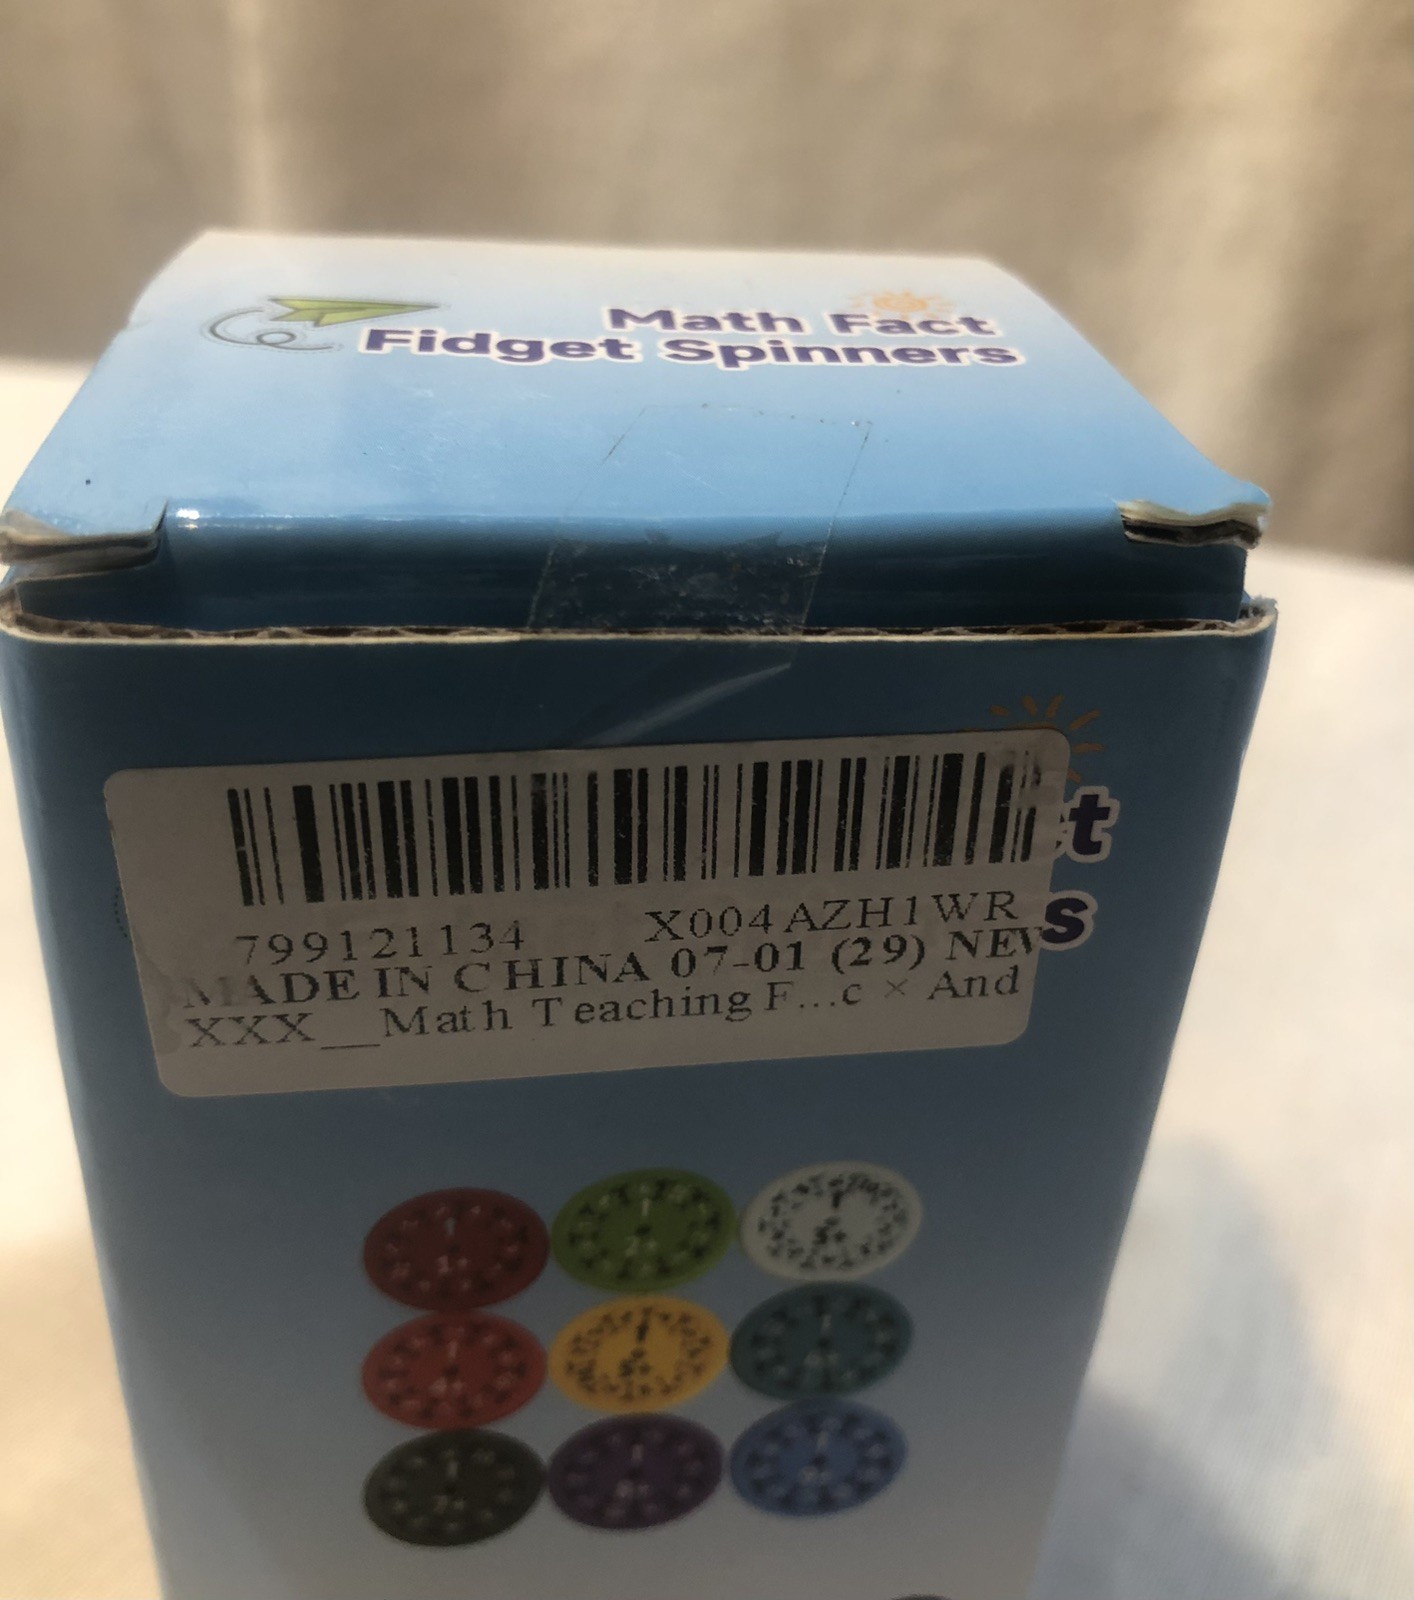 Math Fact
Fidget Spinners
t
s
799121134 X004AZH1WR
MADE IN CHINA 07-01 (29) NEW
XXX__Math Teaching F...c × And